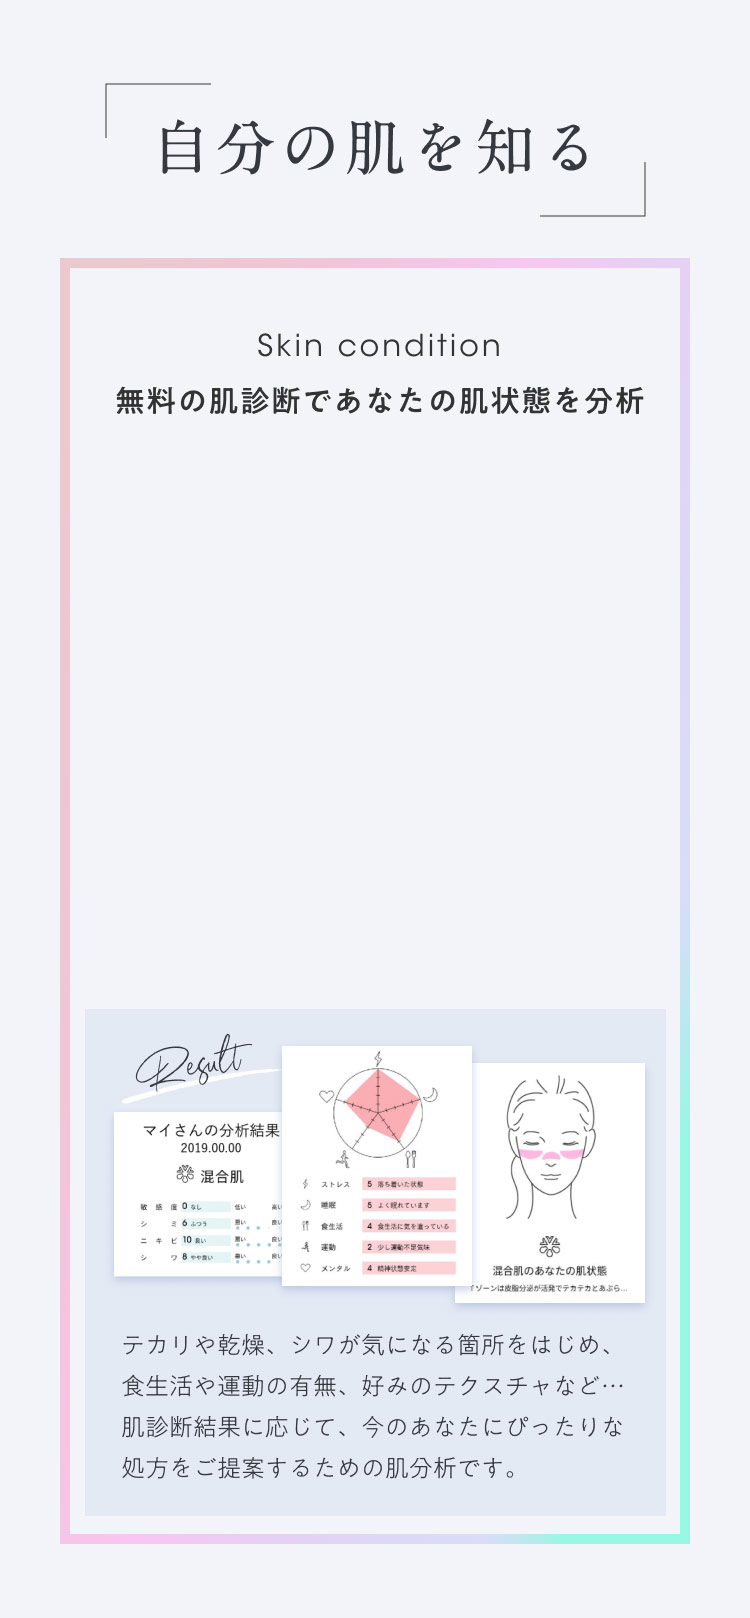 自分の肌を知る
Skin condition
無料の肌診断であなたの肌状態を分析
Result
マイさんの分析結果
2019.00.00
混合肌
敏感度 0 なし 低い 高い
シミ 6 ふつう 悪い 良い
ニキビ 10 良い 悪い 良い
シワ 8 やや良い 悪い 良い
ストレス 5 落ち着いた状態
睡眠 5 よく眠れています
食生活 4 食生活に気を遣っている
運動 2 少し運動不足気味
メンタル 4 精神状態安定
混合肌のあなたの肌状態
Tゾーンは皮脂分泌が活発でテカテカとあぶら…
テカリや乾燥、シワが気になる箇所をはじめ、
食生活や運動の有無、好みのテクスチャなど…
肌診断結果に応じて、今のあなたにぴったりな
処方をご提案するための肌分析です。